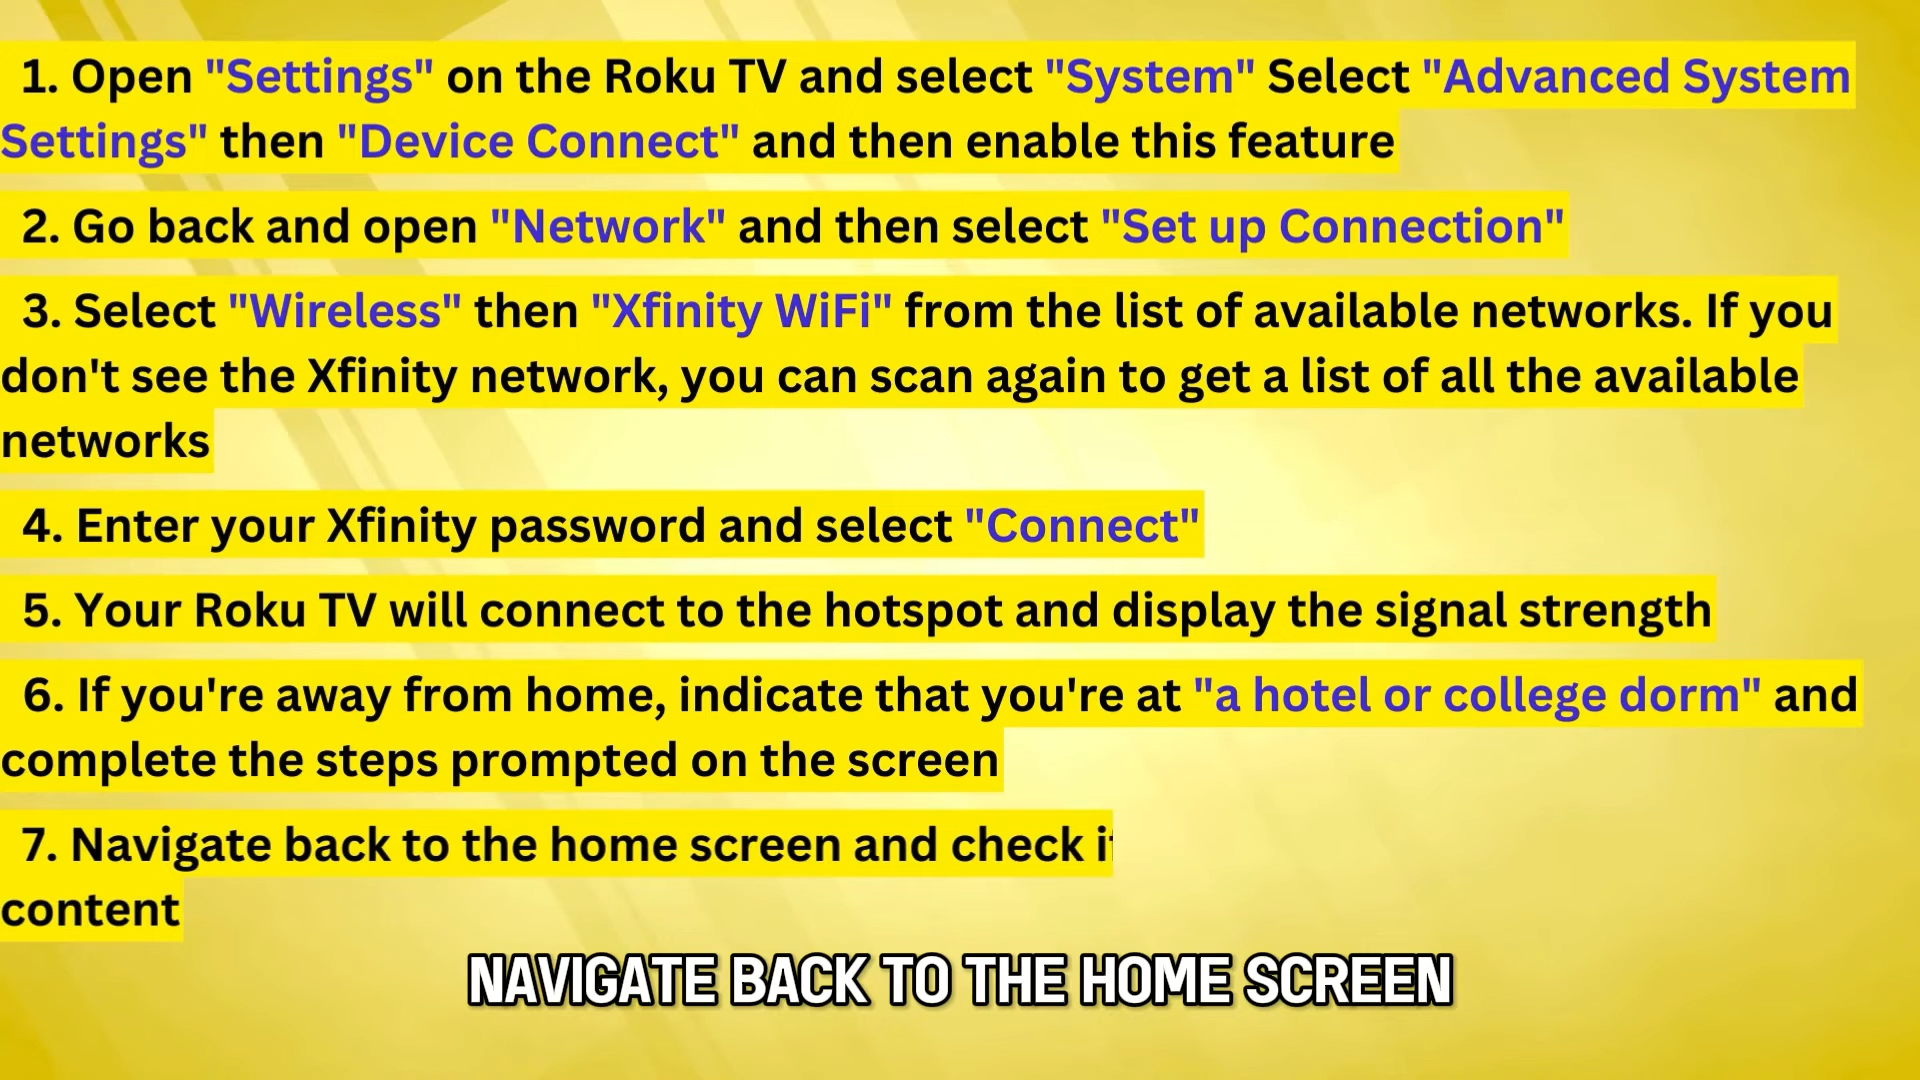 1. Open "Settings" on the Roku TV and select "System" Select "Advanced System
Settings" then "Device Connect" and then enable this feature
2. Go back and open "Network" and then select "Set up Connection"
3. Select "Wireless" then "Xfinity WiFi" from the list of available networks. If you
don't see the Xfinity network, you can scan again to get a list of all the available
networks
4. Enter your Xfinity password and select "Connect"
5. Your Roku TV will connect to the hotspot and display the signal strength
6. If you're away from home, indicate that you're at "a hotel or college dorm" and
complete the steps prompted on the screen
7. Navigate back to the home screen and check
content
NAVIGATE BACK TO THE HOME SCREEN